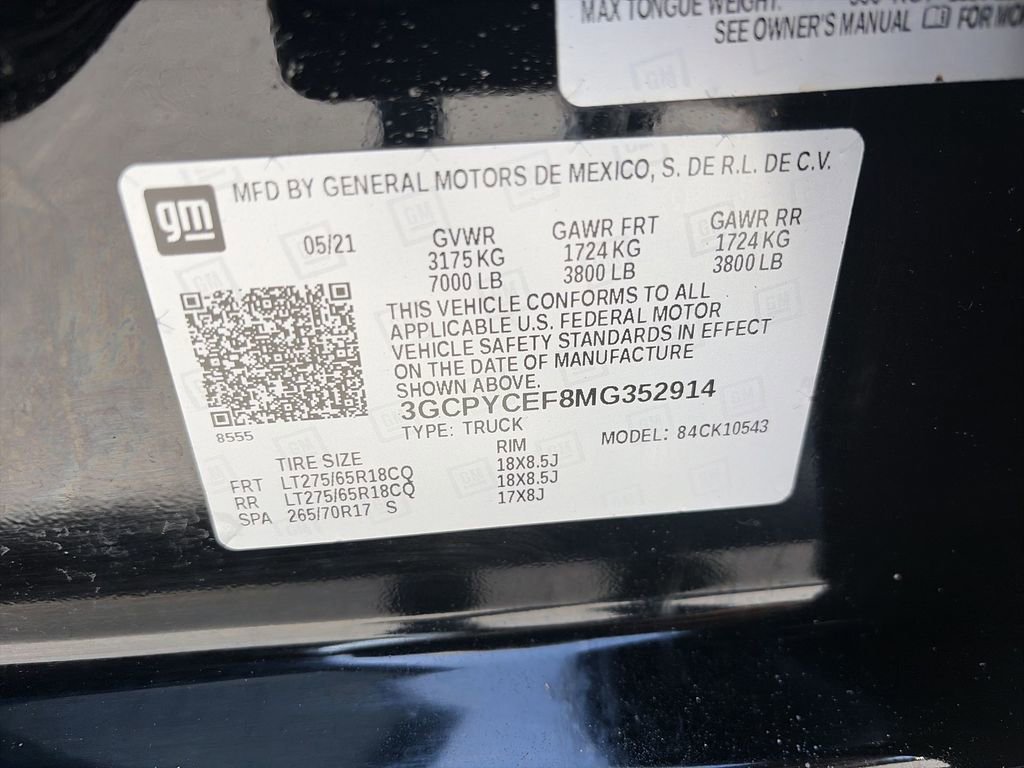 MAX TONGUE WEIGHT:
SEE OWNER'S MANUAL FOR
MFD BY GENERAL MOTORS DE MEXICO, S. DE R.L. DE C.V.
gm
05/21
GVWR
3175 KG
7000 LB
GAWR FRT
1724 KG
3800 LB
GAWR RR
1724 KG
3800 LB
THIS VEHICLE CONFORMS TO ALL
APPLICABLE U.S. FEDERAL MOTOR
VEHICLE SAFETY STANDARDS IN EFFECT
ON THE DATE OF MANUFACTURE
SHOWN ABOVE.
3GCPYCEF8MG352914
8555
TYPE: TRUCK
MODEL: 84CK10543
TIRE SIZE RIM
FRT LT275/65R18CQ 18X8.5J
RR LT275/65R18CQ 18X8.5J
SPA 265/70R17 S 17X8J